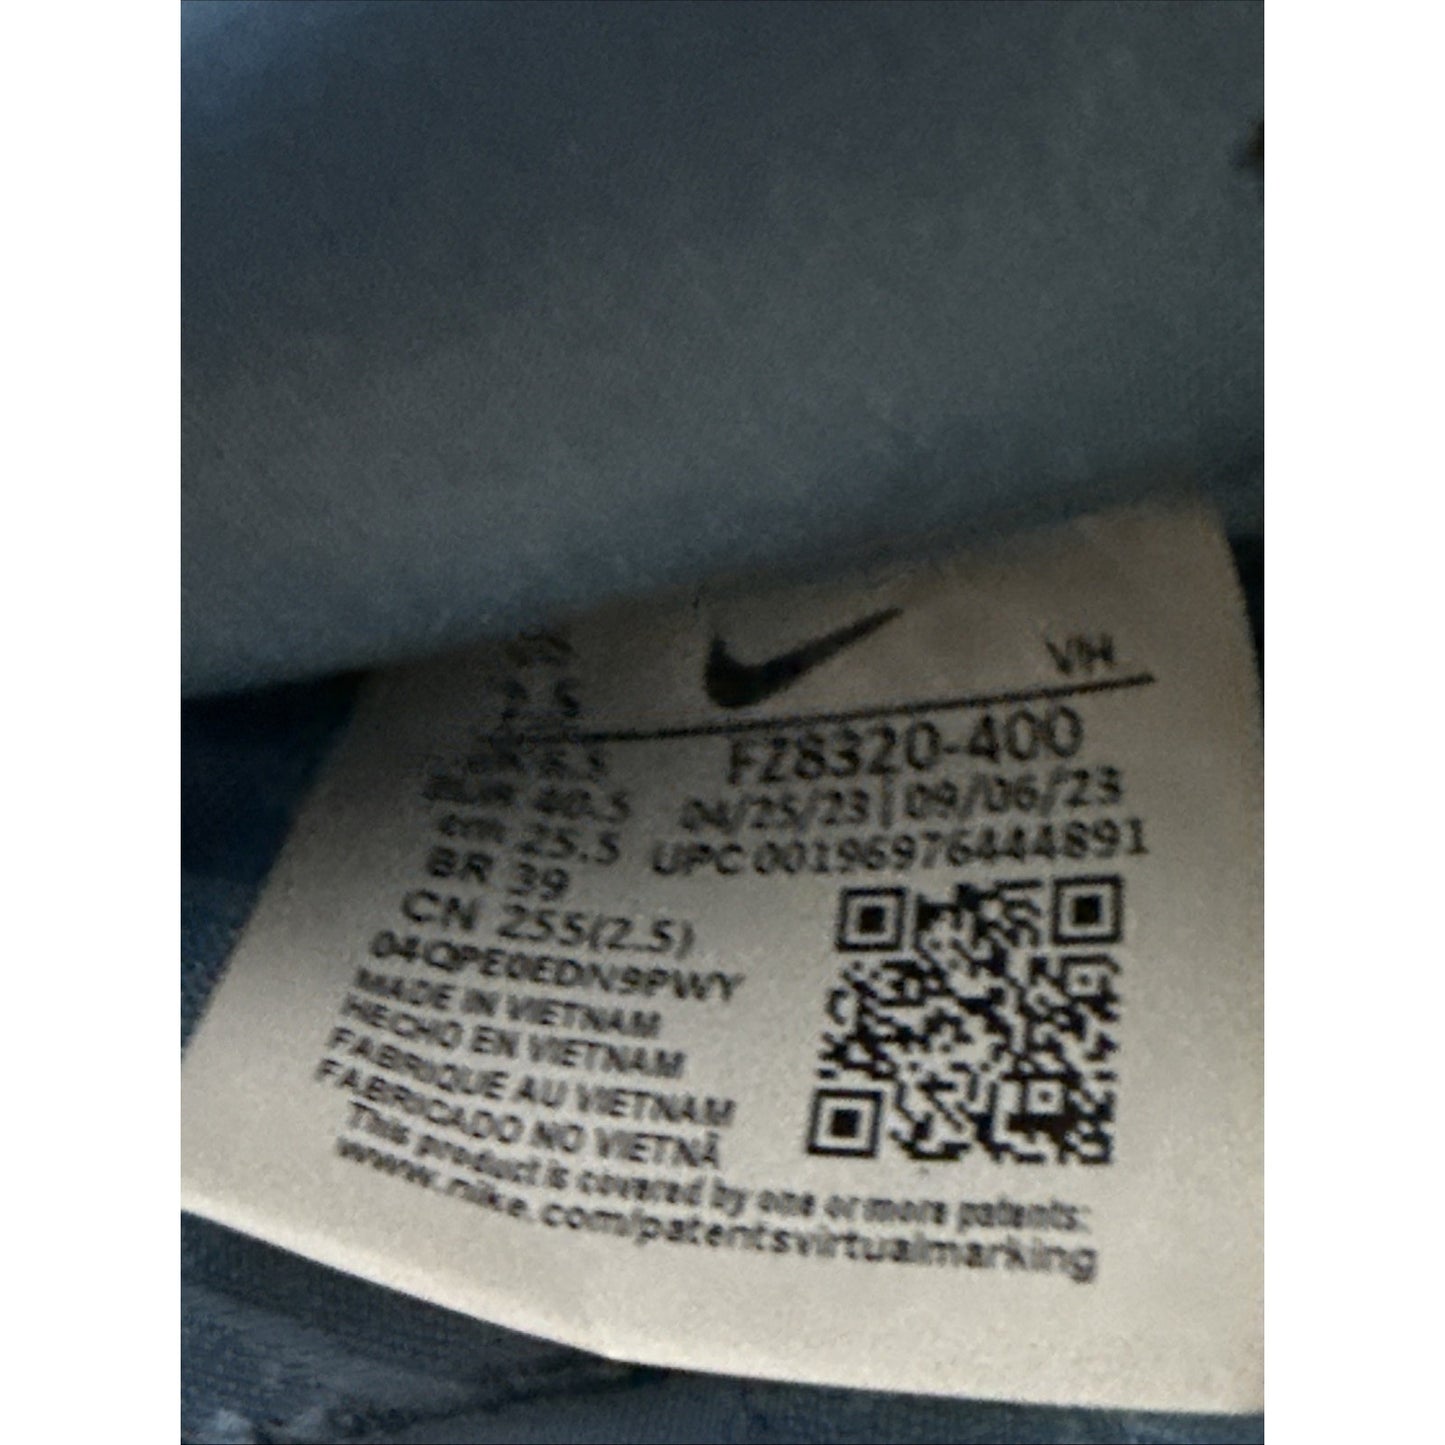 VH
FZ8320-400
04/25/23 | 09/06/23
UPC 00196976444891
EUR 40.5
cm 25.5
BR 39
CN 255(2.5)
04QPE0EDN9PWY
MADE IN VIETNAM
HECHO EN VIETNAM
FABRIQUE AU VIETNAM
FABRICADO NO VIETNÃ
This product is covered by one or more patents:
www.nike.com/patentsvirtualmarking